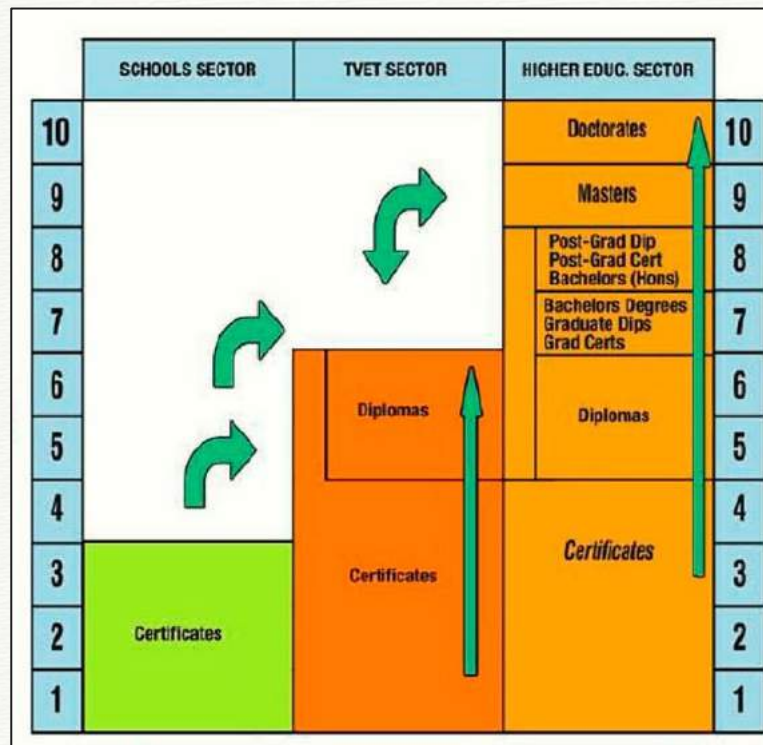 SCHOOLS SECTOR TVET SECTOR HIGHER EDUC. SECTOR
10 Doctorates 10
9 Masters 9
Post-Grad Dip
8 Post-Grad Cert 8
Bachelors (Hons)
Bachelors Degrees
7 Graduate Dips 7
Grad Certs
6 6
Diplomas Diplomas
5 5
4 4
Certificates
3 Certificates 3
2 Certificates 2
1 1